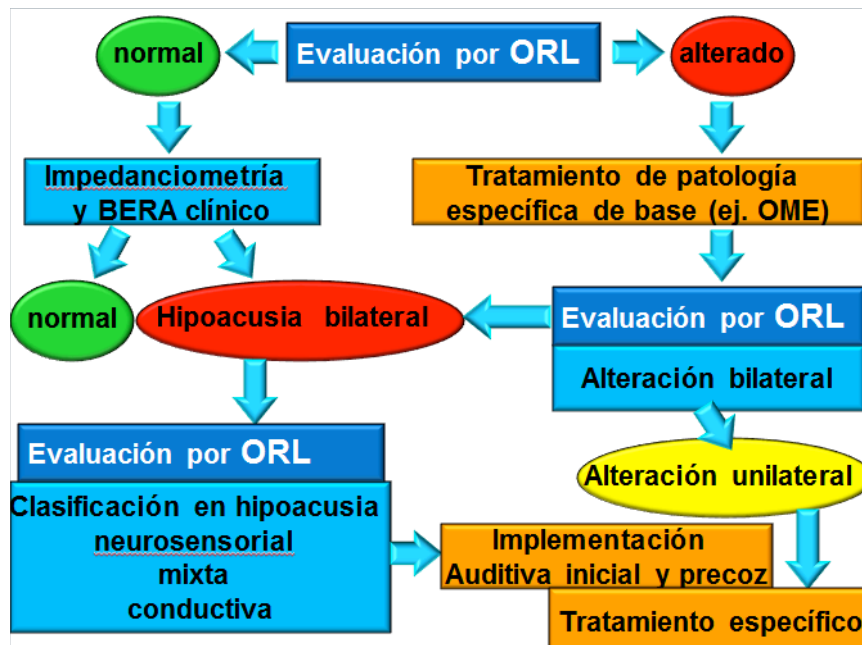 normal
Evaluación por ORL
alterado
Impedanciometría
y BERA clínico
Tratamiento de patología
específica de base (ej. OME)
normal
Hipoacusia bilateral
Evaluación por ORL
Alteración bilateral
Evaluación por ORL
Alteración unilateral
Clasificación en hipoacusia
neurosensorial
mixta
conductiva
Implementación
Auditiva inicial y precoz
Tratamiento específico